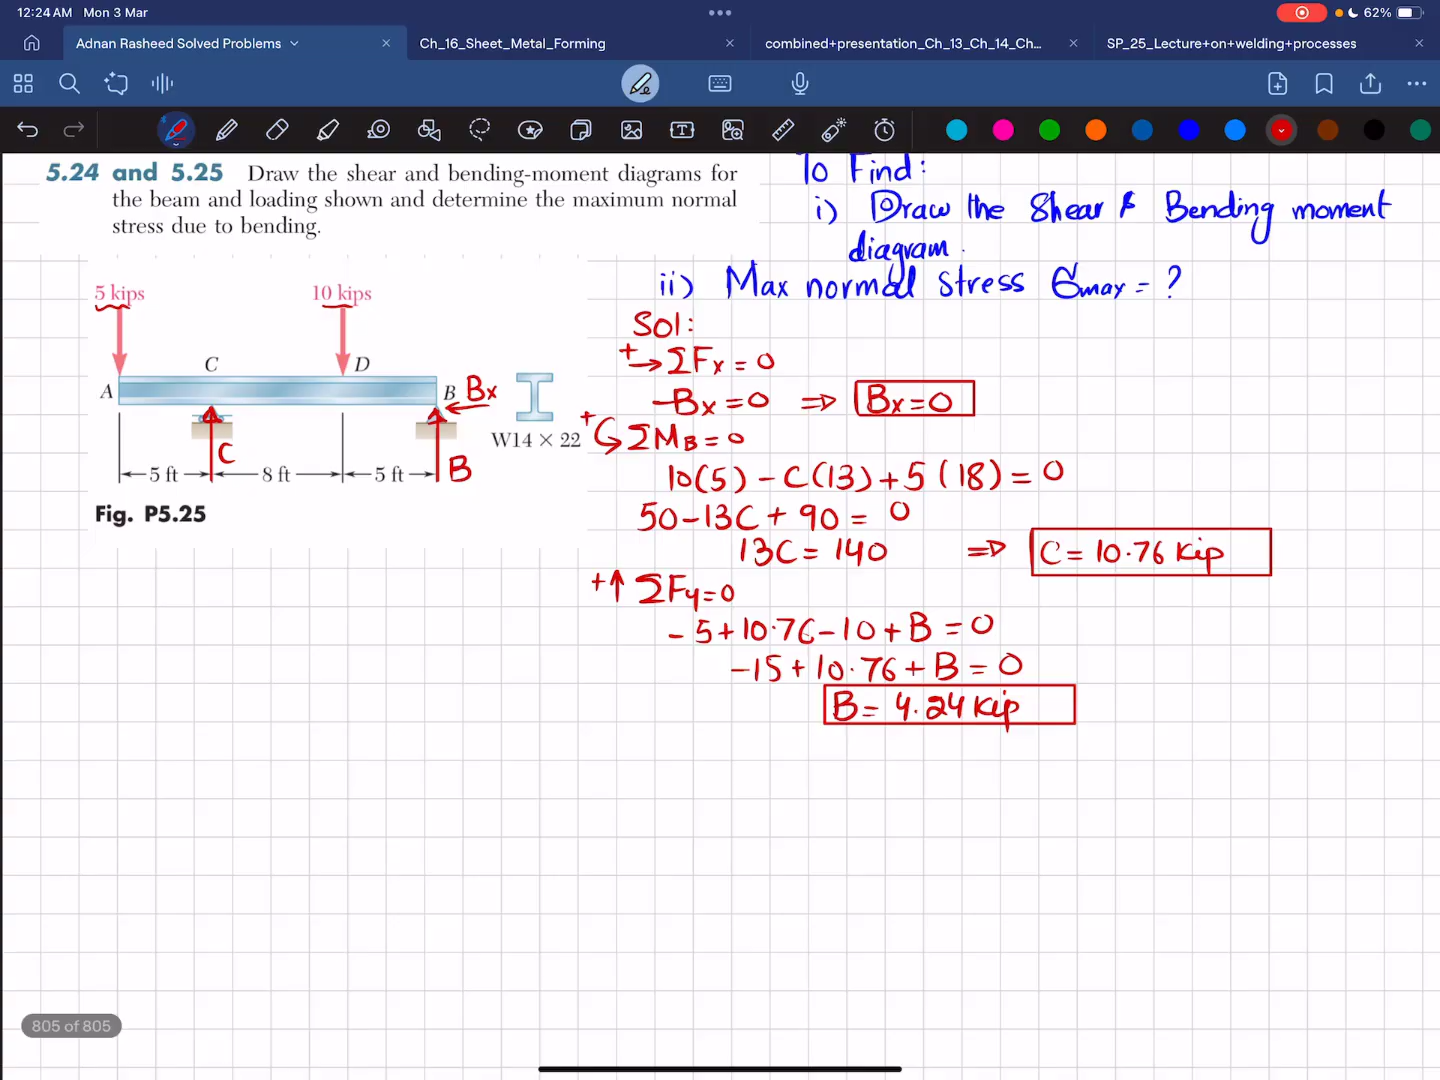 12:24 AM Mon 3 Mar
62%
Adnan Rasheed Solved Problems
Ch_16_Sheet_Metal_Forming
combined+presentation_Ch_13_Ch_14_Ch...
SP_25_Lecture+on+welding+processes
5.24 and 5.25 Draw the shear and bending-moment diagrams for
the beam and loading shown and determine the maximum normal
stress due to bending.
To Find:
i) Draw the Shear & Bending moment
diagram.
ii) Max normal stress σmax = ?
5 kips
10 kips
C
D
A
B
Bx
W14 × 22
C
B
5 ft
8 ft
5 ft
Fig. P5.25
Sol:
+→ ΣFx = 0
-Bx = 0 ⇒ Bx = 0
+↺ ΣMB = 0
10(5) - C(13) + 5(18) = 0
50 - 13C + 90 = 0
13C = 140 ⇒ C = 10.76 Kip
+↑ ΣFy = 0
-5 + 10.76 - 10 + B = 0
-15 + 10.76 + B = 0
B = 4.24 Kip
805 of 805